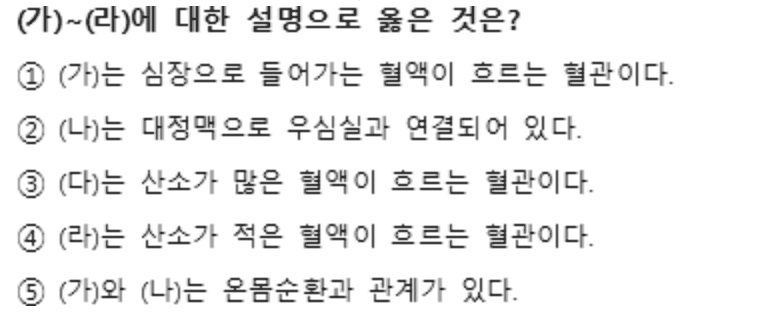 (가)~(라)에 대한 설명으로 옳은 것은?
① (가)는 심장으로 들어가는 혈액이 흐르는 혈관이다.
② (나)는 대정맥으로 우심실과 연결되어 있다.
③ (다)는 산소가 많은 혈액이 흐르는 혈관이다.
④ (라)는 산소가 적은 혈액이 흐르는 혈관이다.
⑤ (가)와 (나)는 온몸순환과 관계가 있다.